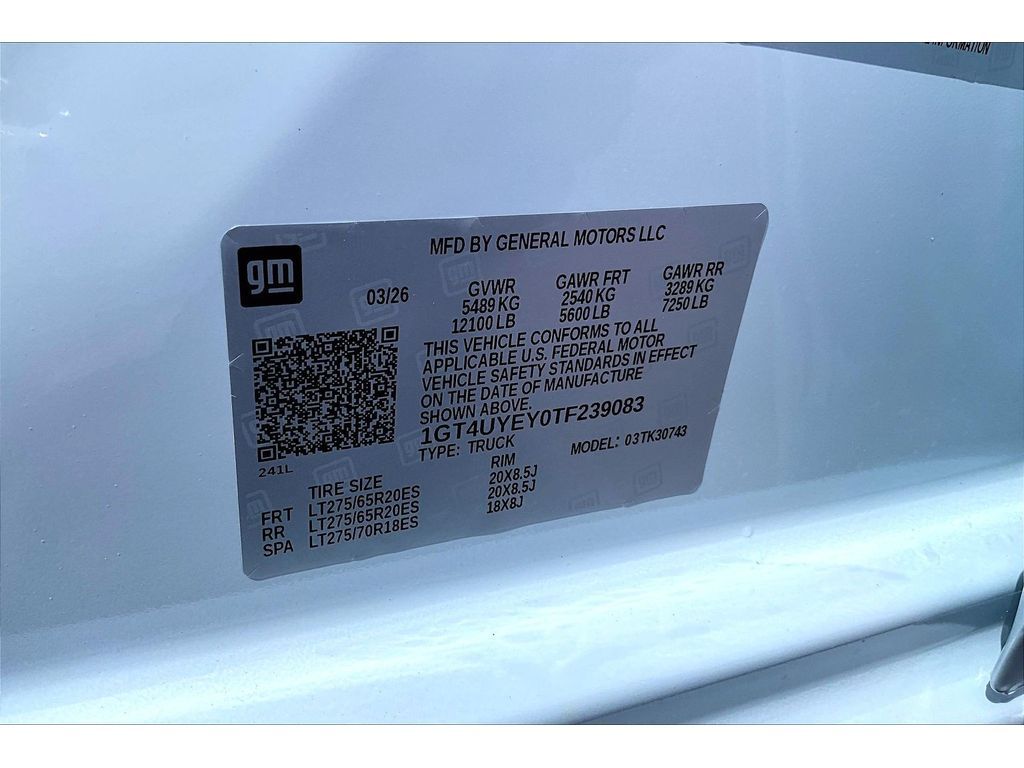 INFORMATION
gm
MFD BY GENERAL MOTORS LLC
03/26
GVWR GAWR FRT GAWR RR
5489 KG 2540 KG 3289 KG
12100 LB 5600 LB 7250 LB
THIS VEHICLE CONFORMS TO ALL
APPLICABLE U.S. FEDERAL MOTOR
VEHICLE SAFETY STANDARDS IN EFFECT
ON THE DATE OF MANUFACTURE
SHOWN ABOVE.
1GT4UYEY0TF239083
TYPE: TRUCK MODEL: 03TK30743
241L
TIRE SIZE RIM
FRT LT275/65R20ES 20X8.5J
RR LT275/65R20ES 20X8.5J
SPA LT275/70R18ES 18X8J